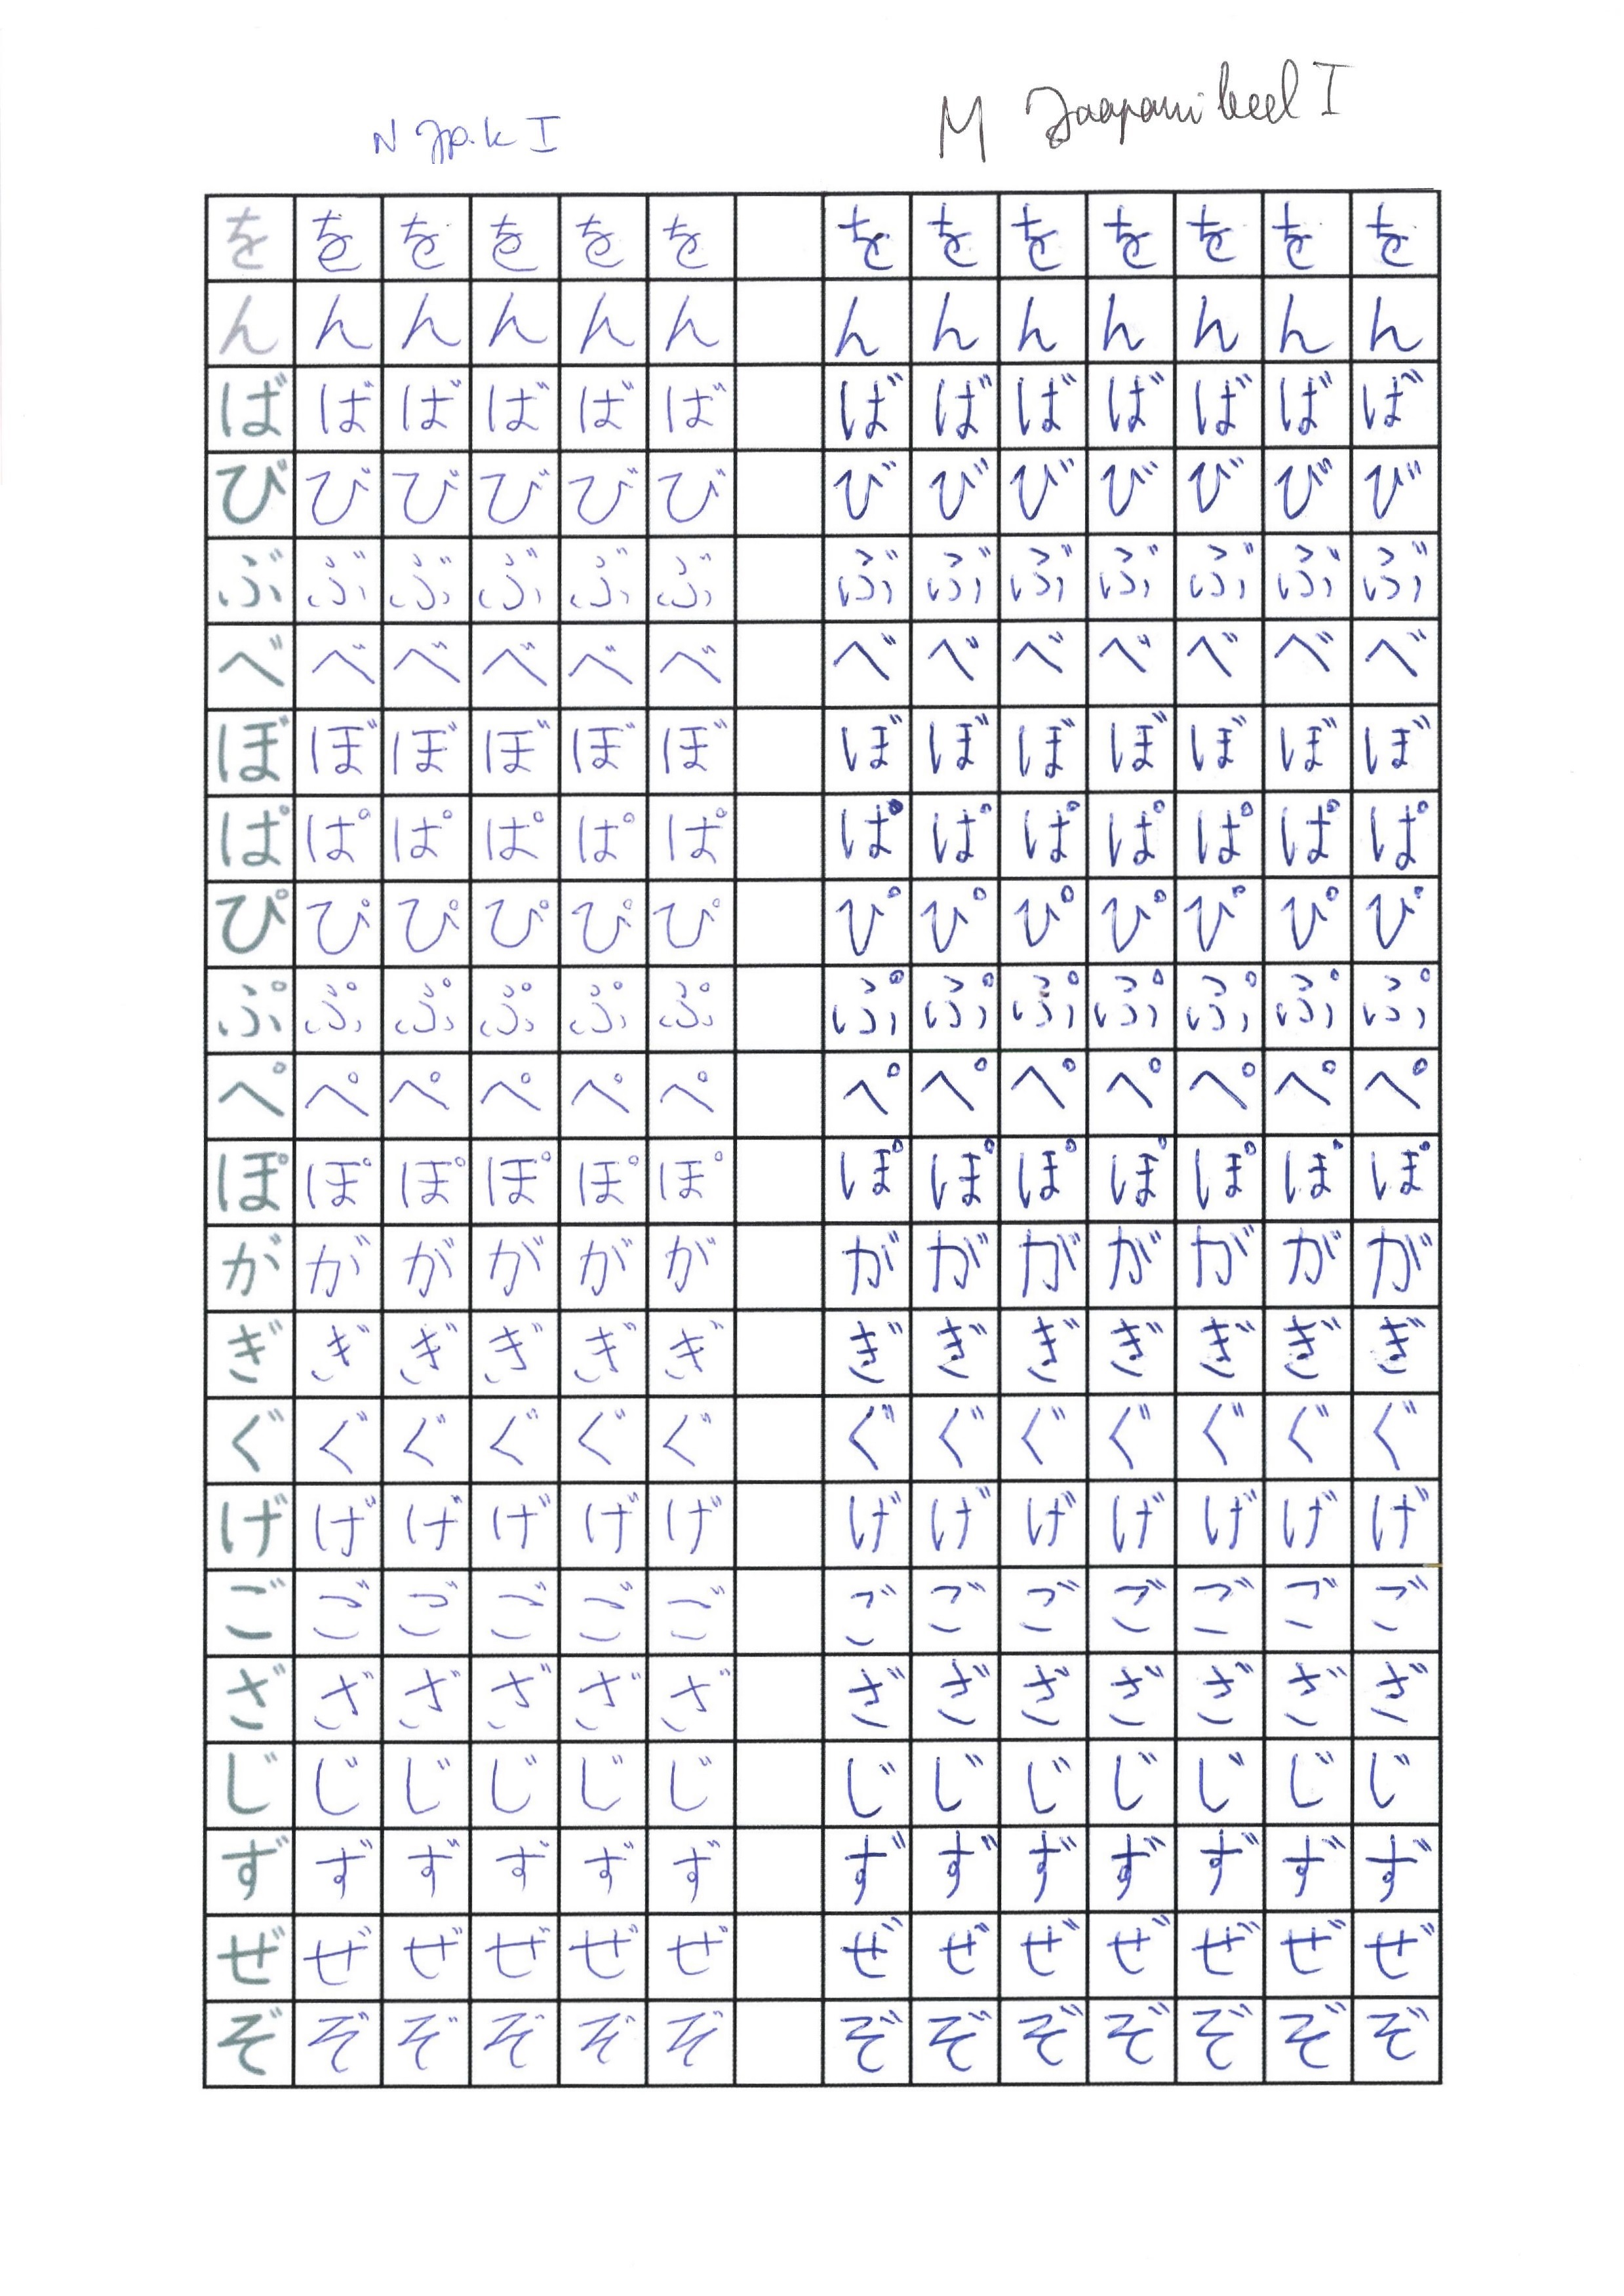 N Jp.k I M Jaapani keel I
を を を を を を を を を を を を を
ん ん ん ん ん ん ん ん ん ん ん ん ん
ば ば ば ば ば ば ば ば ば ば ば ば ば
び び び び び び び び び び び び び
ぶ ぶ ぶ ぶ ぶ ぶ ぶ ぶ ぶ ぶ ぶ ぶ ぶ
べ べ べ べ べ べ べ べ べ べ べ べ べ
ぼ ぼ ぼ ぼ ぼ ぼ ぼ ぼ ぼ ぼ ぼ ぼ ぼ
ぱ ぱ ぱ ぱ ぱ ぱ ぱ ぱ ぱ ぱ ぱ ぱ ぱ
ぴ ぴ ぴ ぴ ぴ ぴ ぴ ぴ ぴ ぴ ぴ ぴ ぴ
ぷ ぷ ぷ ぷ ぷ ぷ ぷ ぷ ぷ ぷ ぷ ぷ ぷ
ぺ ぺ ぺ ぺ ぺ ぺ ぺ ぺ ぺ ぺ ぺ ぺ ぺ
ぽ ぽ ぽ ぽ ぽ ぽ ぽ ぽ ぽ ぽ ぽ ぽ ぽ
が が が が が が が が が が が が が
ぎ ぎ ぎ ぎ ぎ ぎ ぎ ぎ ぎ ぎ ぎ ぎ ぎ
ぐ ぐ ぐ ぐ ぐ ぐ ぐ ぐ ぐ ぐ ぐ ぐ ぐ
げ げ げ げ げ げ げ げ げ げ げ げ げ
ご ご ご ご ご ご ご ご ご ご ご ご ご
ざ ざ ざ ざ ざ ざ ざ ざ ざ ざ ざ ざ ざ
じ じ じ じ じ じ じ じ じ じ じ じ じ
ず ず ず ず ず ず ず ず ず ず ず ず ず
ぜ ぜ ぜ ぜ ぜ ぜ ぜ ぜ ぜ ぜ ぜ ぜ ぜ
ぞ ぞ ぞ ぞ ぞ ぞ ぞ ぞ ぞ ぞ ぞ ぞ ぞ